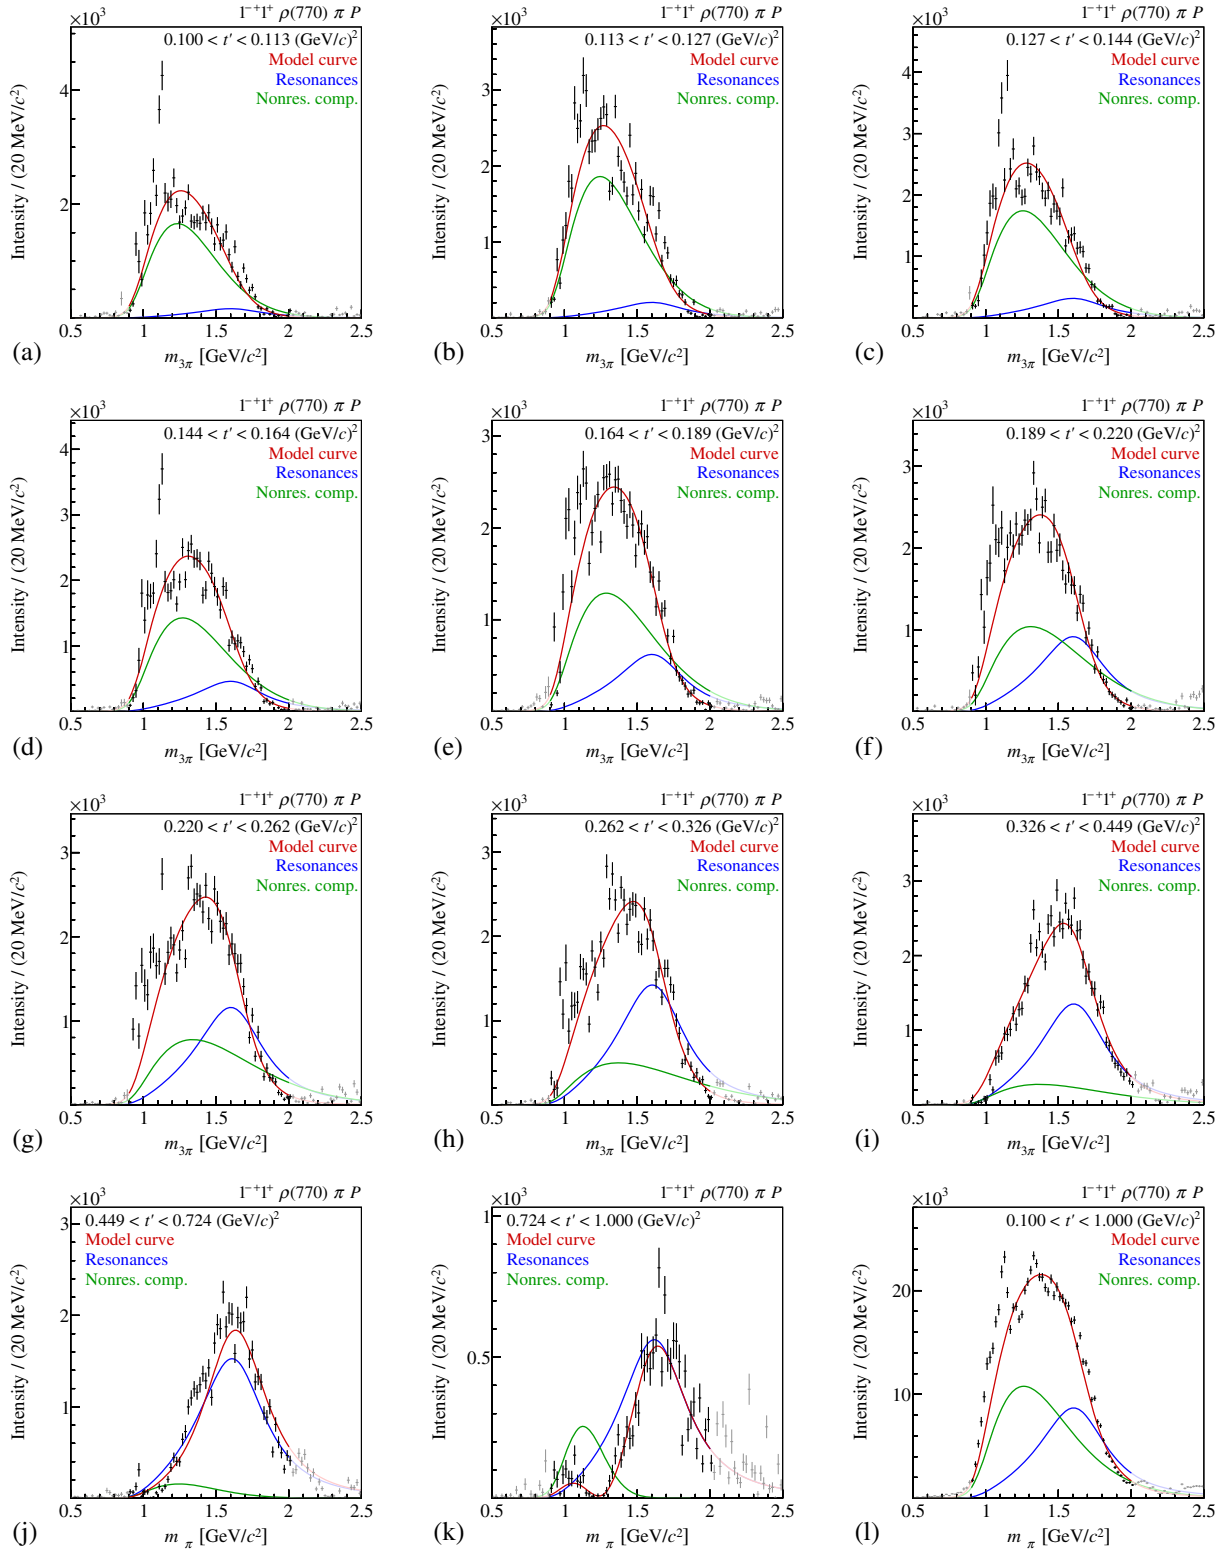 ×10³ 1⁻⁺1⁺ ρ(770) π P
0.100 < t′ < 0.113 (GeV/c)²
Model curve
Resonances
Nonres. comp.
Intensity / (20 MeV/c²)
4
2
0.5 1 1.5 2 2.5
(a) m₃π [GeV/c²]
×10³ 1⁻⁺1⁺ ρ(770) π P
0.113 < t′ < 0.127 (GeV/c)²
Model curve
Resonances
Nonres. comp.
Intensity / (20 MeV/c²)
3
2
1
0.5 1 1.5 2 2.5
(b) m₃π [GeV/c²]
×10³ 1⁻⁺1⁺ ρ(770) π P
0.127 < t′ < 0.144 (GeV/c)²
Model curve
Resonances
Nonres. comp.
Intensity / (20 MeV/c²)
4
3
2
1
0.5 1 1.5 2 2.5
(c) m₃π [GeV/c²]
×10³ 1⁻⁺1⁺ ρ(770) π P
0.144 < t′ < 0.164 (GeV/c)²
Model curve
Resonances
Nonres. comp.
Intensity / (20 MeV/c²)
4
3
2
1
0.5 1 1.5 2 2.5
(d) m₃π [GeV/c²]
×10³ 1⁻⁺1⁺ ρ(770) π P
0.164 < t′ < 0.189 (GeV/c)²
Model curve
Resonances
Nonres. comp.
Intensity / (20 MeV/c²)
3
2
1
0.5 1 1.5 2 2.5
(e) m₃π [GeV/c²]
×10³ 1⁻⁺1⁺ ρ(770) π P
0.189 < t′ < 0.220 (GeV/c)²
Model curve
Resonances
Nonres. comp.
Intensity / (20 MeV/c²)
3
2
1
0.5 1 1.5 2 2.5
(f) m₃π [GeV/c²]
×10³ 1⁻⁺1⁺ ρ(770) π P
0.220 < t′ < 0.262 (GeV/c)²
Model curve
Resonances
Nonres. comp.
Intensity / (20 MeV/c²)
3
2
1
0.5 1 1.5 2 2.5
(g) m₃π [GeV/c²]
×10³ 1⁻⁺1⁺ ρ(770) π P
0.262 < t′ < 0.326 (GeV/c)²
Model curve
Resonances
Nonres. comp.
Intensity / (20 MeV/c²)
3
2
1
0.5 1 1.5 2 2.5
(h) m₃π [GeV/c²]
×10³ 1⁻⁺1⁺ ρ(770) π P
0.326 < t′ < 0.449 (GeV/c)²
Model curve
Resonances
Nonres. comp.
Intensity / (20 MeV/c²)
3
2
1
0.5 1 1.5 2 2.5
(i) m₃π [GeV/c²]
×10³ 1⁻⁺1⁺ ρ(770) π P
0.449 < t′ < 0.724 (GeV/c)²
Model curve
Resonances
Nonres. comp.
Intensity / (20 MeV/c²)
3
2
1
0.5 1 1.5 2 2.5
(j) m π [GeV/c²]
×10³ 1⁻⁺1⁺ ρ(770) π P
0.724 < t′ < 1.000 (GeV/c)²
Model curve
Resonances
Nonres. comp.
Intensity / (20 MeV/c²)
1
0.5
0.5 1 1.5 2 2.5
(k) m π [GeV/c²]
×10³ 1⁻⁺1⁺ ρ(770) π P
0.100 < t′ < 1.000 (GeV/c)²
Model curve
Resonances
Nonres. comp.
Intensity / (20 MeV/c²)
20
10
0.5 1 1.5 2 2.5
(l) m π [GeV/c²]